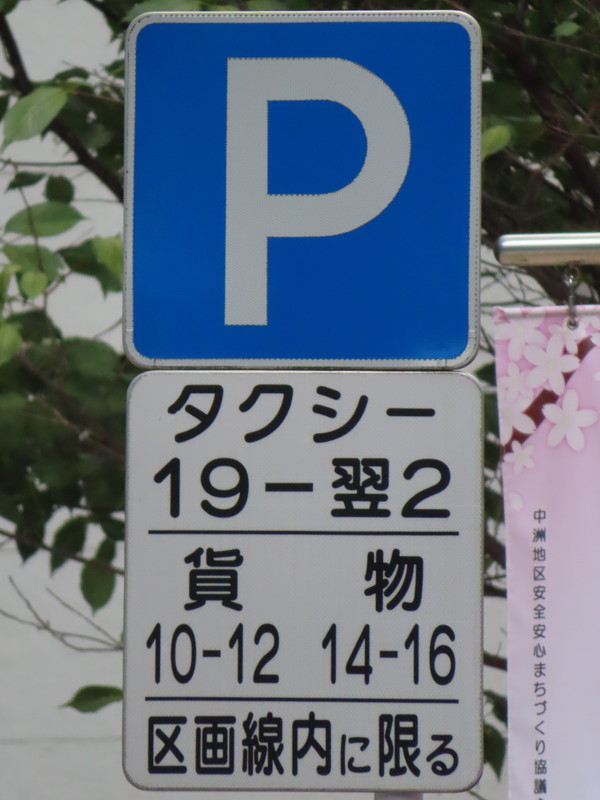 P
タクシー
19-翌2
貨　物
10-12 14-16
区画線内に限る
中洲地区安全安心まちづくり協議